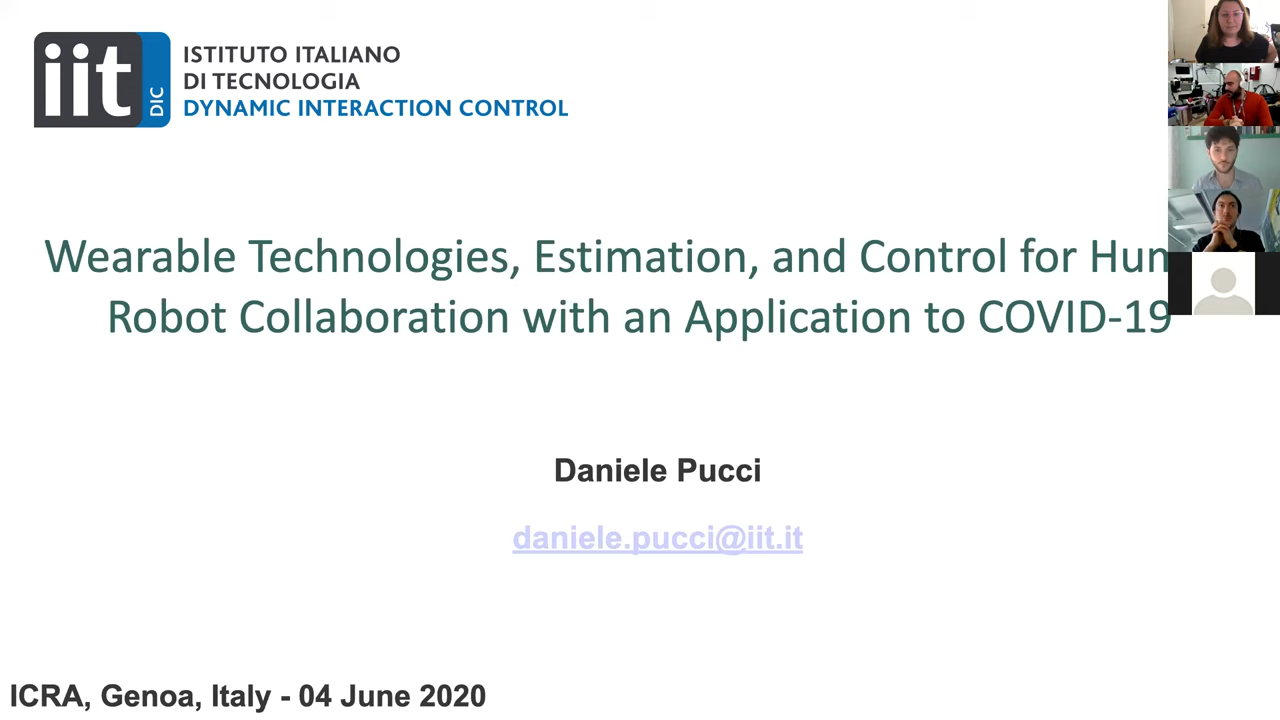 iit
DIC
ISTITUTO ITALIANO
DI TECNOLOGIA
DYNAMIC INTERACTION CONTROL
Wearable Technologies, Estimation, and Control for Hum
Robot Collaboration with an Application to COVID-19
Daniele Pucci
daniele.pucci@iit.it
ICRA, Genoa, Italy - 04 June 2020